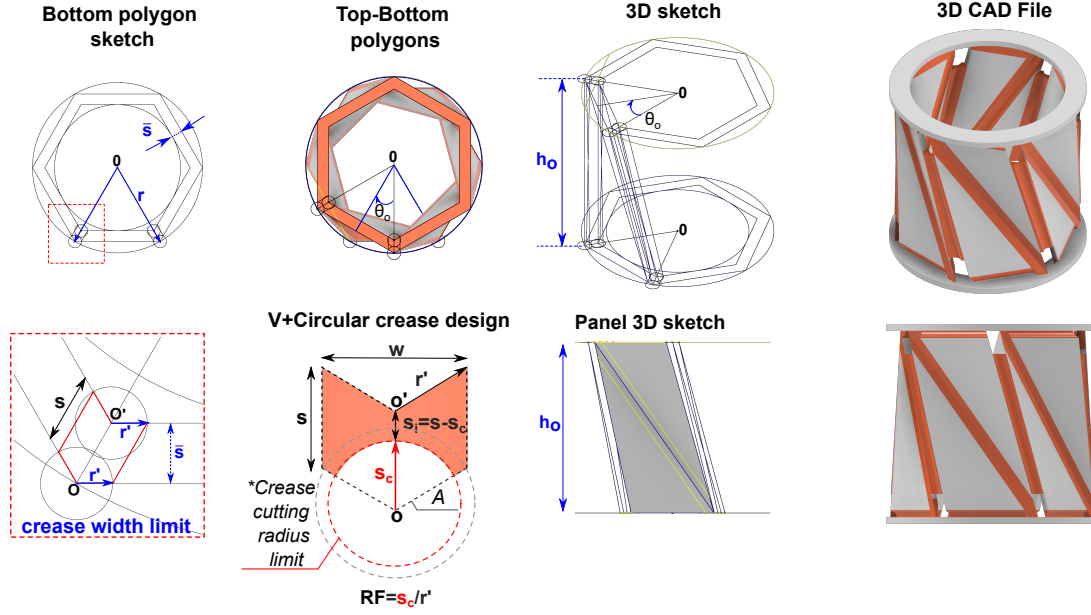 Bottom polygon
sketch
s̄
0
r
Top-Bottom
polygons
0
θo
3D sketch
0
θo
ho
0
3D CAD File
s
O'
r'
s̄
O
r'
crease width limit
V+Circular crease design
w
r'
o'
s
si=s-sc
sc
A
o
*Crease
cutting
radius
limit
RF=sc/r'
Panel 3D sketch
ho